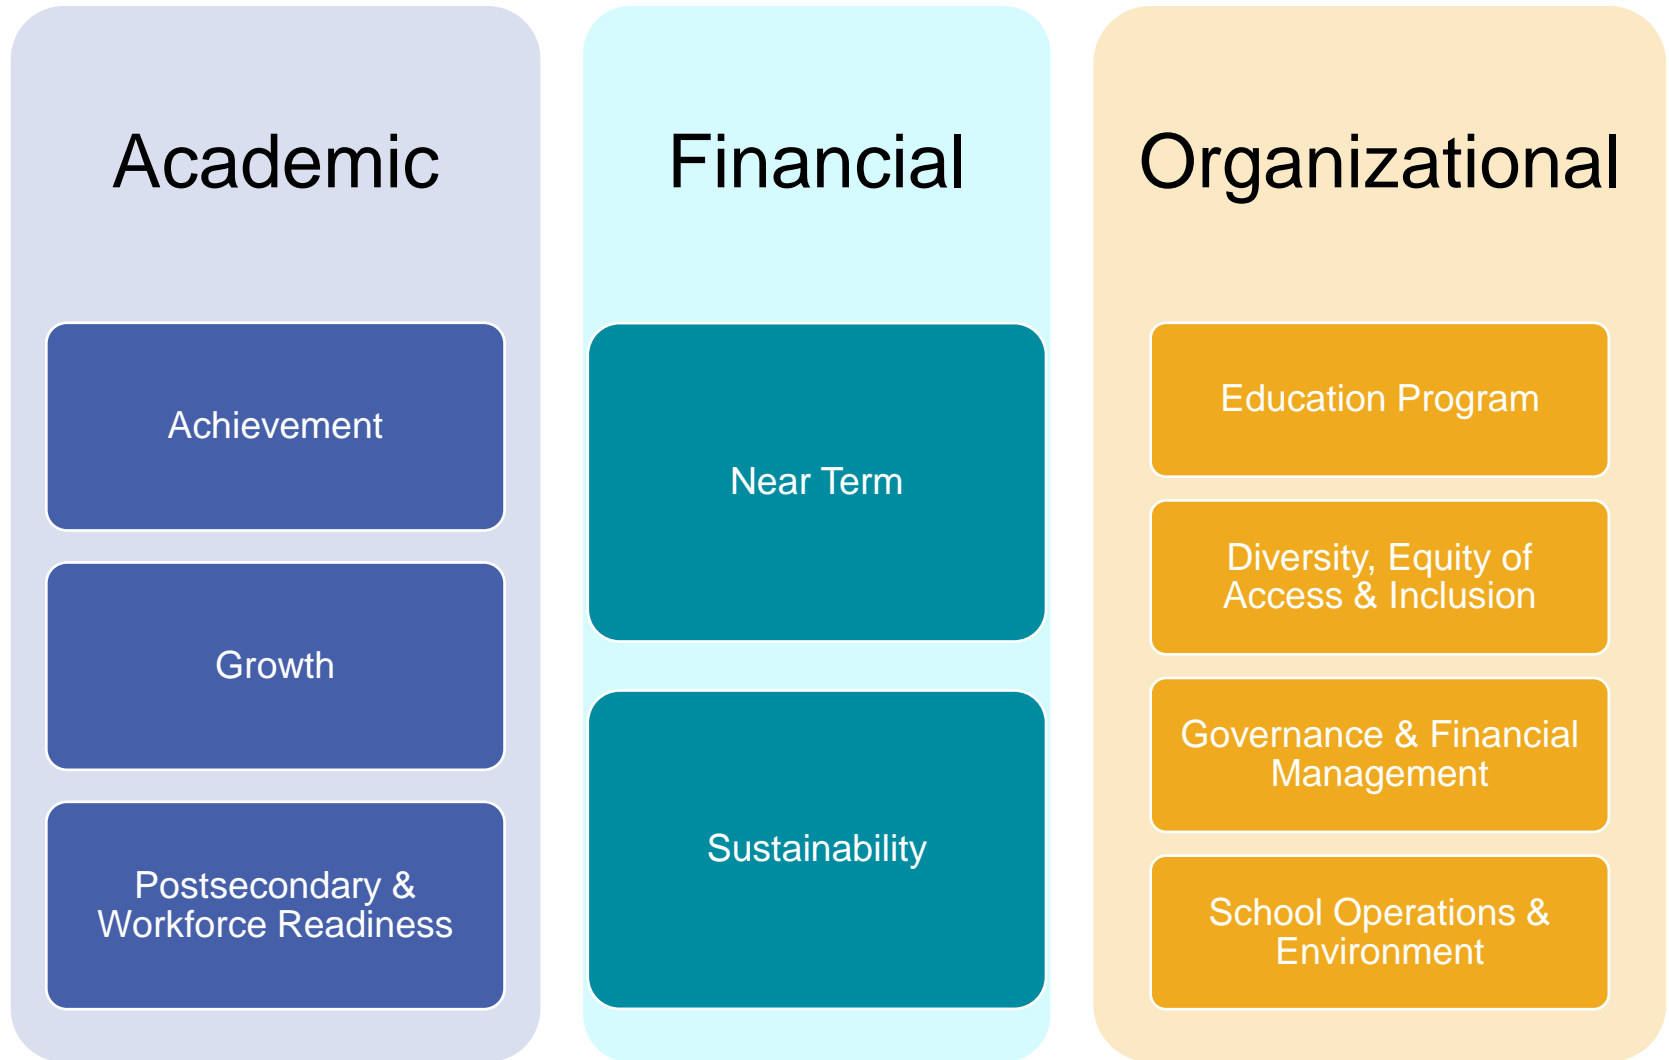 Academic
Achievement
Growth
Postsecondary &
Workforce Readiness
Financial
Near Term
Sustainability
Organizational
Education Program
Diversity, Equity of
Access & Inclusion
Governance & Financial
Management
School Operations &
Environment